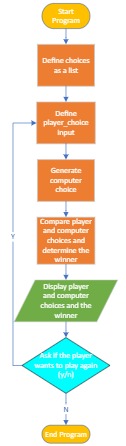 Start
Program
Define choices
as a list
Define
player_choice
input
Generate
computer
choice
Compare player
and computer
choices and
determine the
winner
Display player
and computer
choices and the
winner
Y
Ask if the player
wants to play again
(y/n)
N
End Program